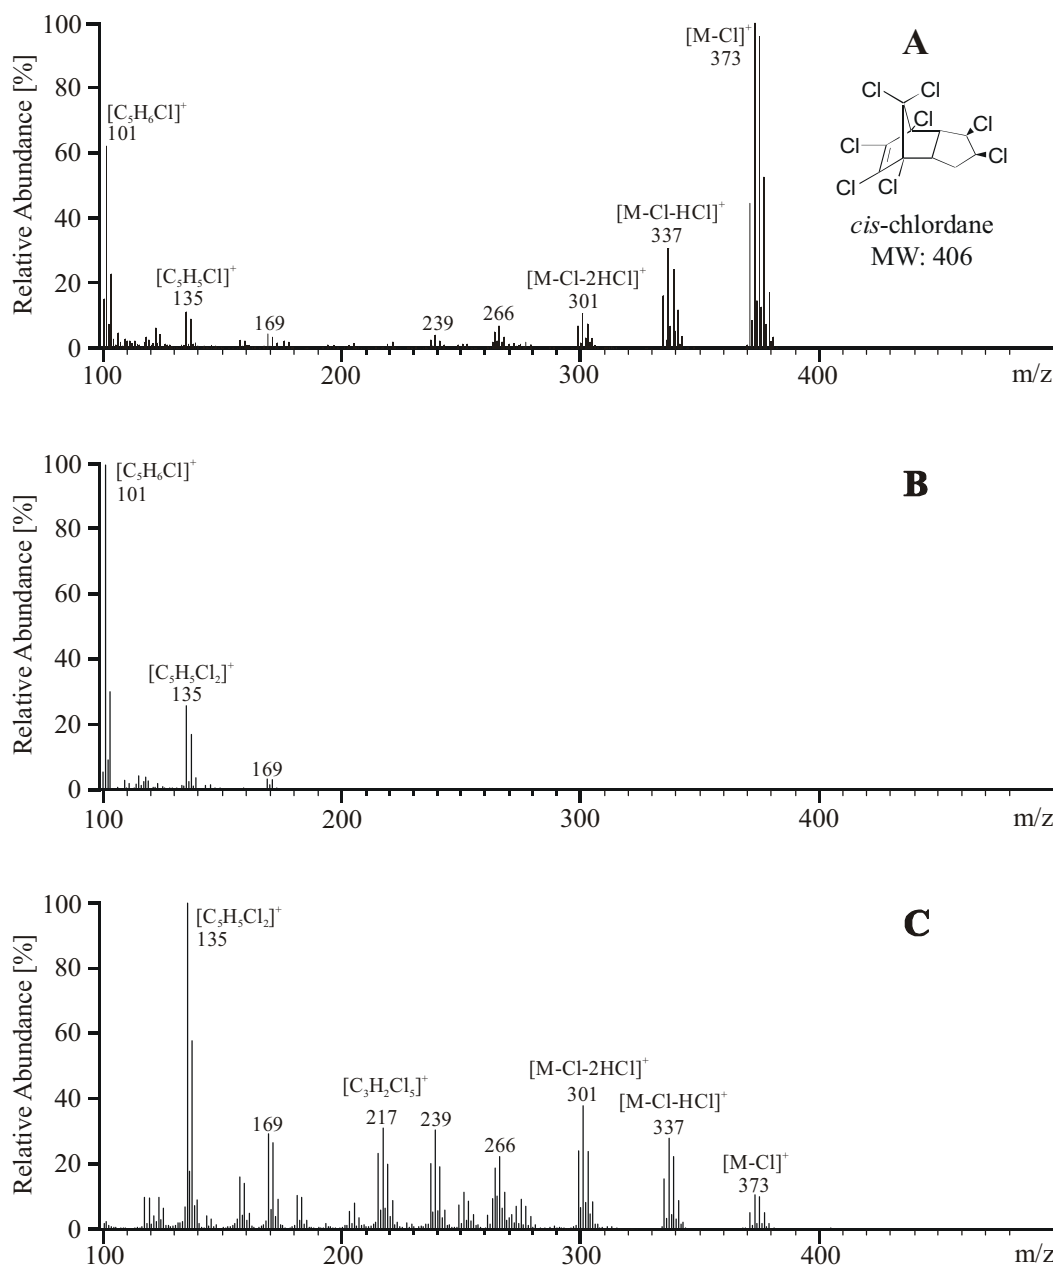 A
Relative Abundance [%]
100
80
60
40
20
0
[C₅H₆Cl]⁺
101
[C₅H₅Cl]⁺
135
169
239
266
[M-Cl-2HCl]⁺
301
[M-Cl-HCl]⁺
337
[M-Cl]⁺
373
Cl Cl
Cl Cl
Cl Cl
Cl Cl
cis-chlordane
MW: 406
100 200 300 400 m/z
B
Relative Abundance [%]
100
80
60
40
20
0
[C₅H₆Cl]⁺
101
[C₅H₅Cl₂]⁺
135
169
100 200 300 400 m/z
C
Relative Abundance [%]
100
80
60
40
20
0
[C₅H₅Cl₂]⁺
135
169
[C₃H₂Cl₅]⁺
217
239
266
[M-Cl-2HCl]⁺
301
[M-Cl-HCl]⁺
337
[M-Cl]⁺
373
100 200 300 400 m/z